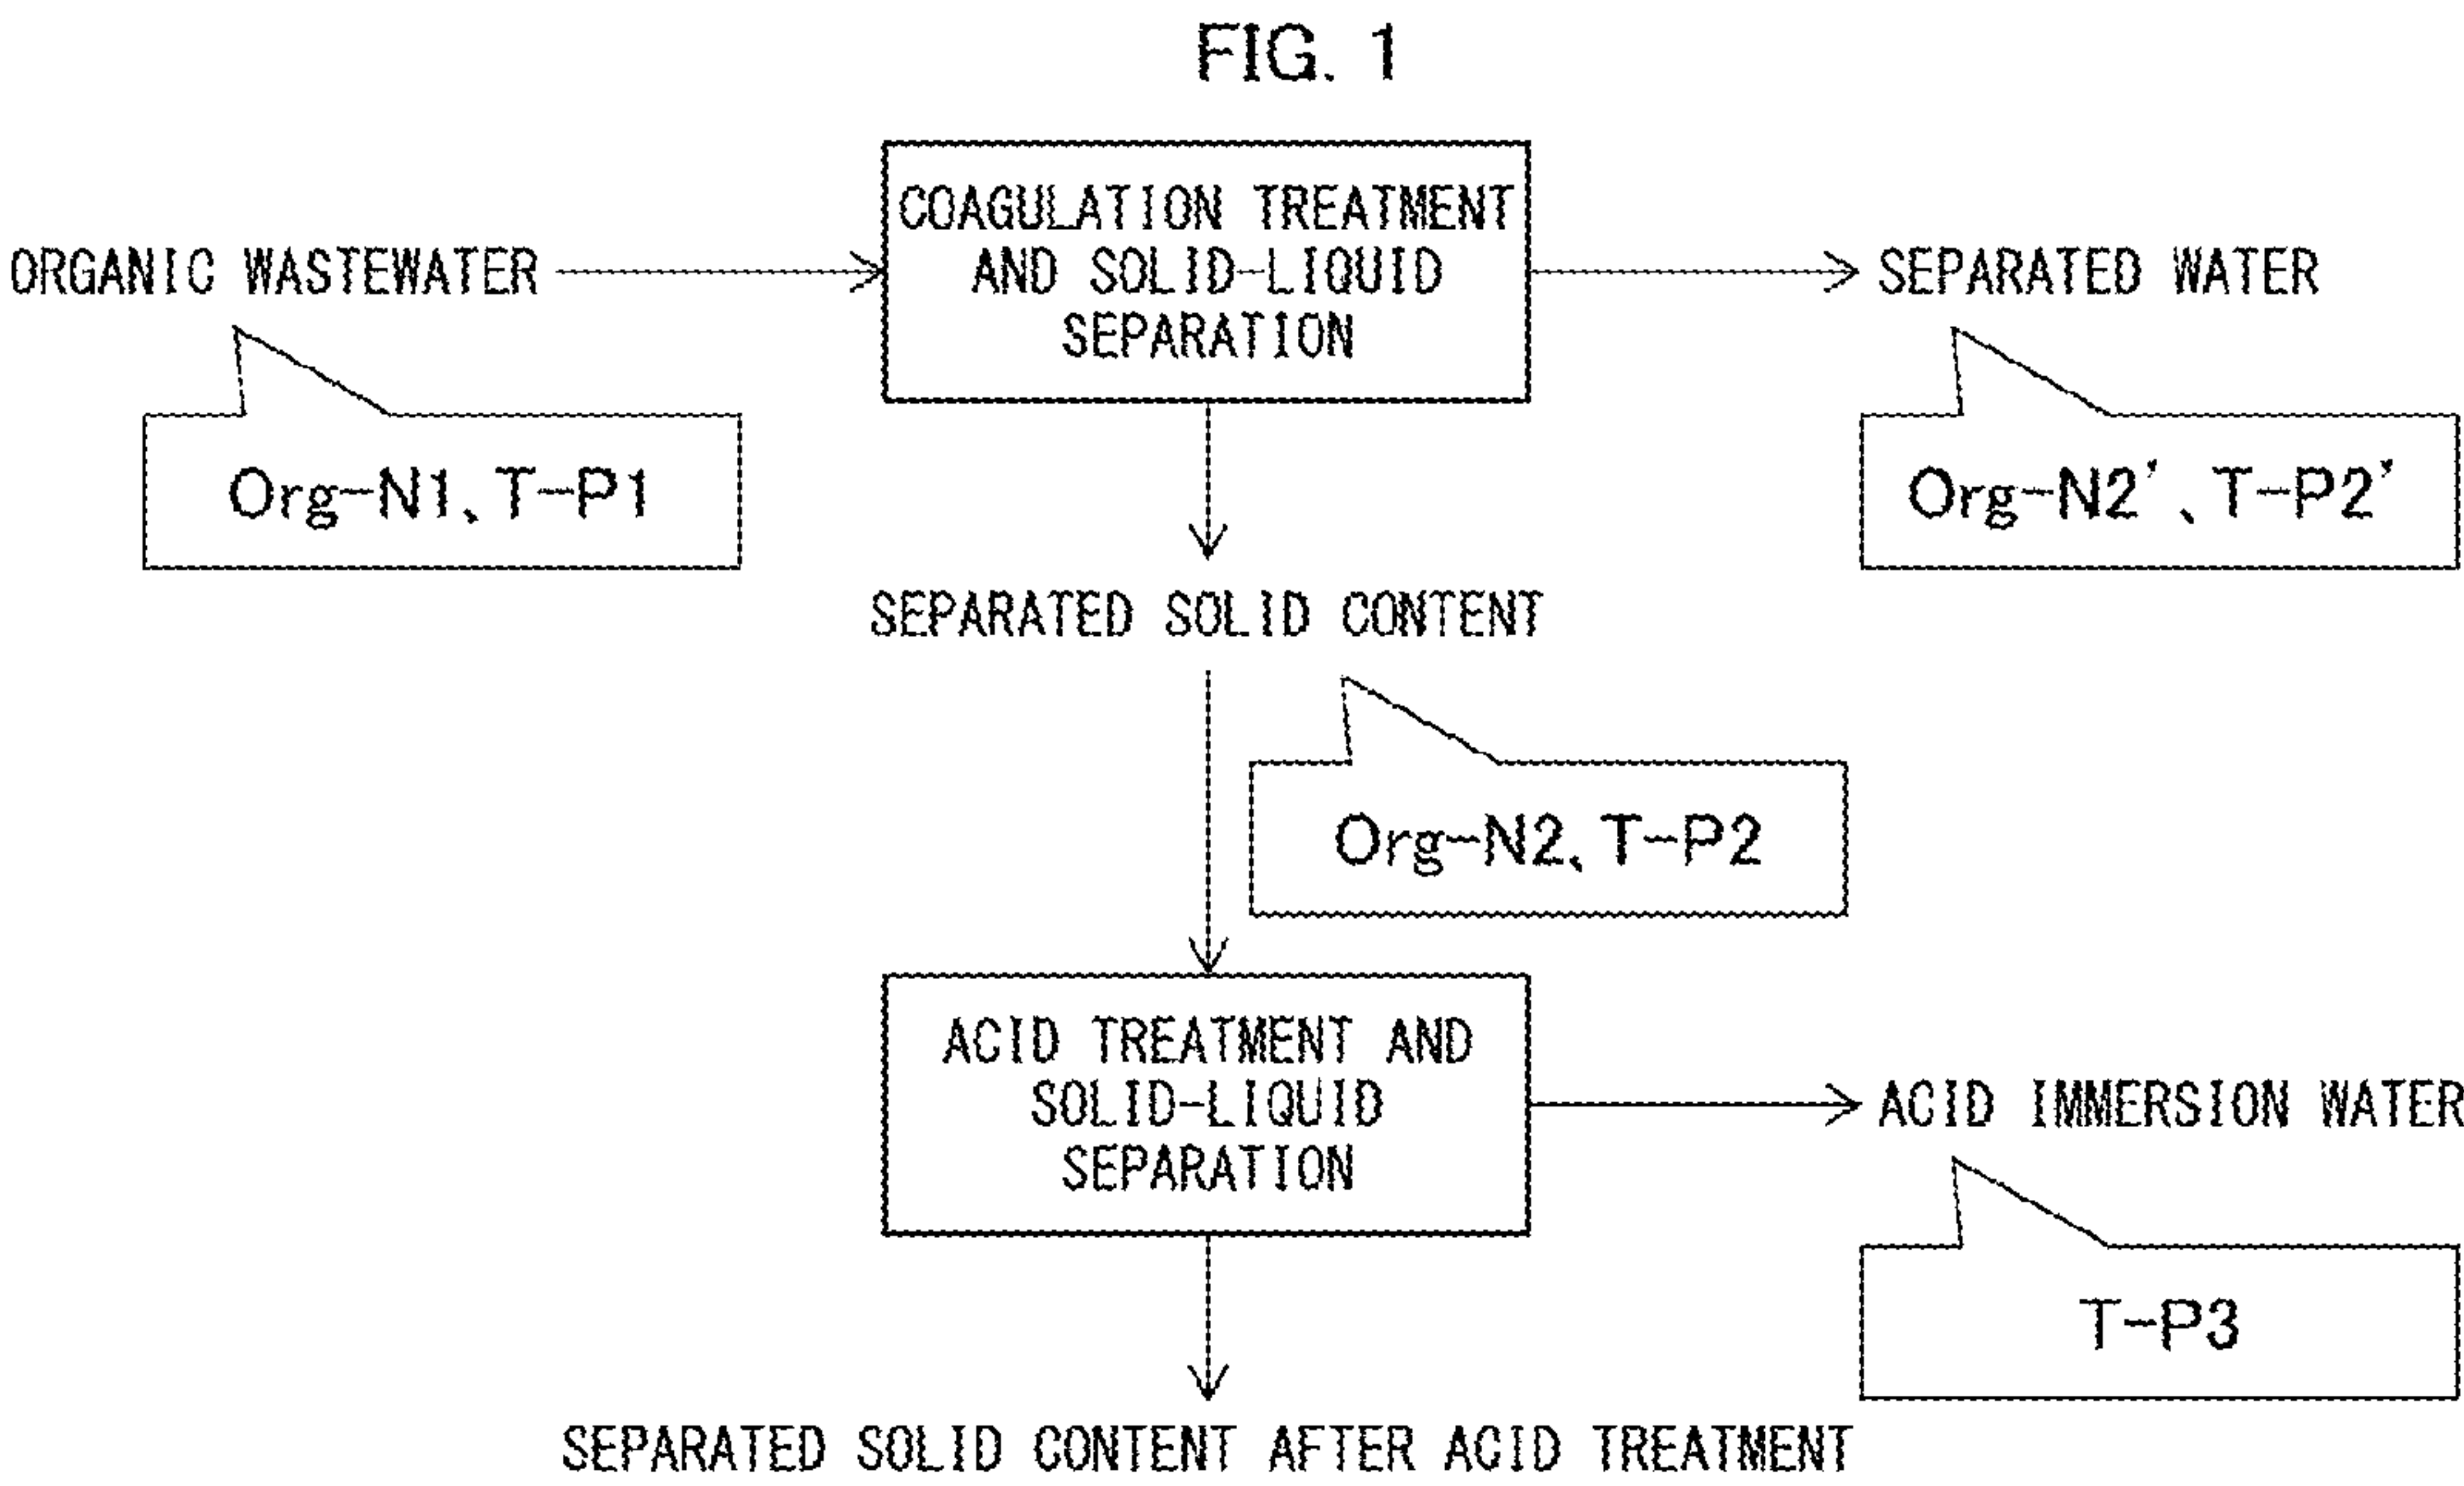 FIG. 1
COAGULATION TREATMENT
AND SOLID-LIQUID
SEPARATION
ORGANIC WASTEWATER
SEPARATED WATER
Org-N1、T-P1
Org-N2'、T-P2'
SEPARATED SOLID CONTENT
Org-N2、T-P2
ACID TREATMENT AND
SOLID-LIQUID
SEPARATION
ACID IMMERSION WATER
T-P3
SEPARATED SOLID CONTENT AFTER ACID TREATMENT